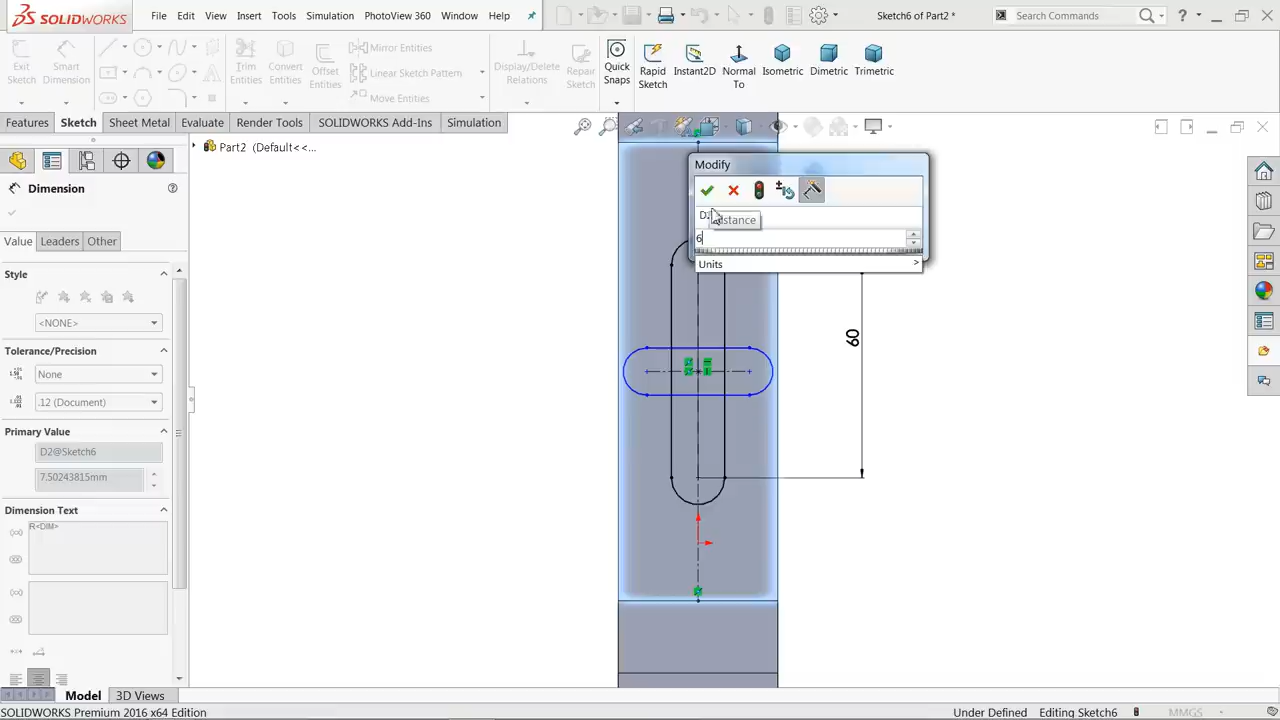 SOLIDWORKS File Edit View Insert Tools Simulation PhotoView 360 Window Help Sketch6 of Part2 * Search Commands ?
Exit Sketch Smart Dimension Trim Entities Convert Entities Offset Entities Mirror Entities Linear Sketch Pattern Move Entities Display/Delete Relations Repair Sketch Quick Snaps Rapid Sketch Instant2D Normal To Isometric Dimetric Trimetric
Features Sketch Sheet Metal Evaluate Render Tools SOLIDWORKS Add-Ins Simulation
Part2 (Default<<...
Modify
Dimension ?
D2
Distance
6
Units >
Value Leaders Other
Style
<NONE>
Tolerance/Precision
None
.12 (Document)
Primary Value
D2@Sketch6
7.50243815mm
Dimension Text
R<DIM>
60
Model 3D Views
SOLIDWORKS Premium 2016 x64 Edition Under Defined Editing Sketch6 MMGS